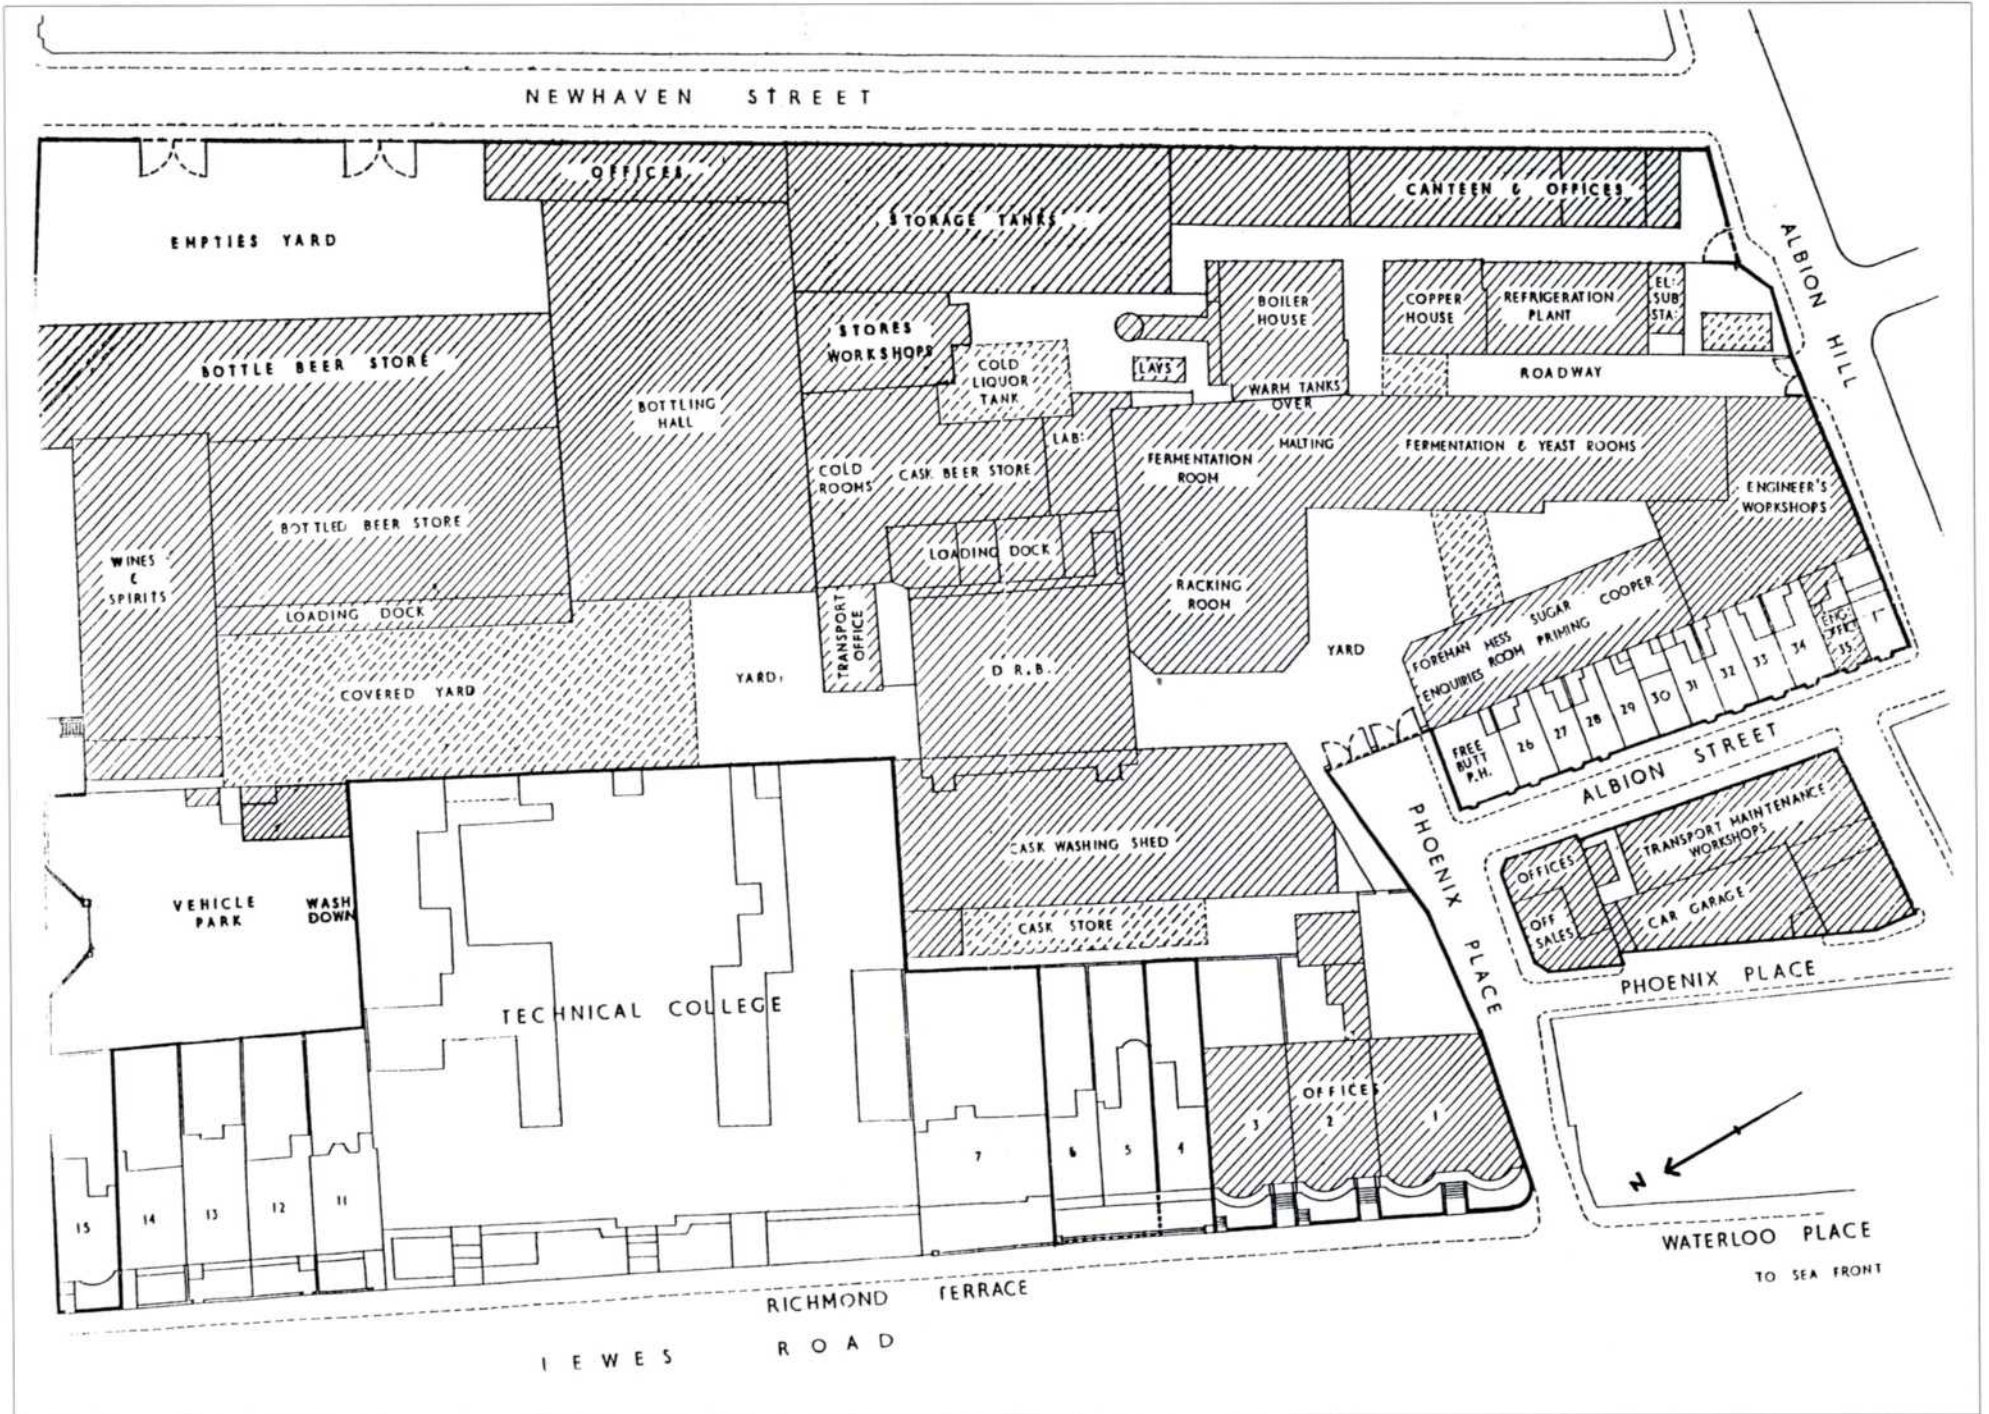 NEWHAVEN STREET
OFFICES
STORAGE TANKS
CANTEEN & OFFICES
EMPTIES YARD
ALBION HILL
BOILER
HOUSE
COPPER
HOUSE
REFRIGERATION
PLANT
EL:
SUB
STA:
STORES
WORKSHOPS
BOTTLE BEER STORE
COLD
LIQUOR
TANK
LAVS
ROADWAY
WARM TANKS
OVER
BOTTLING
HALL
LAB:
MALTING
FERMENTATION & YEAST ROOMS
FERMENTATION
ROOM
COLD
ROOMS
CASK BEER STORE
ENGINEER'S
WORKSHOPS
BOTTLED BEER STORE
LOADING DOCK
WINES
&
SPIRITS
RACKING
ROOM
LOADING DOCK
TRANSPORT
OFFICE
YARD
FOREMAN MESS SUGAR COOPER
ENQUIRIES ROOM PRIMING
D.R.B.
YARD
COVERED YARD
FREE
BUTT
P.H.
26
27
28
29
30
31
32
33
34
35
1
ALBION STREET
CASK WASHING SHED
PHOENIX PLACE
TRANSPORT MAINTENANCE
WORKSHOPS
OFFICES
OFF
SALES
CAR GARAGE
VEHICLE
PARK
WASH
DOWN
CASK STORE
PHOENIX PLACE
TECHNICAL COLLEGE
OFFICES
3
2
1
7
6
5
4
15
14
13
12
11
N
WATERLOO PLACE
TO SEA FRONT
RICHMOND TERRACE
LEWES ROAD